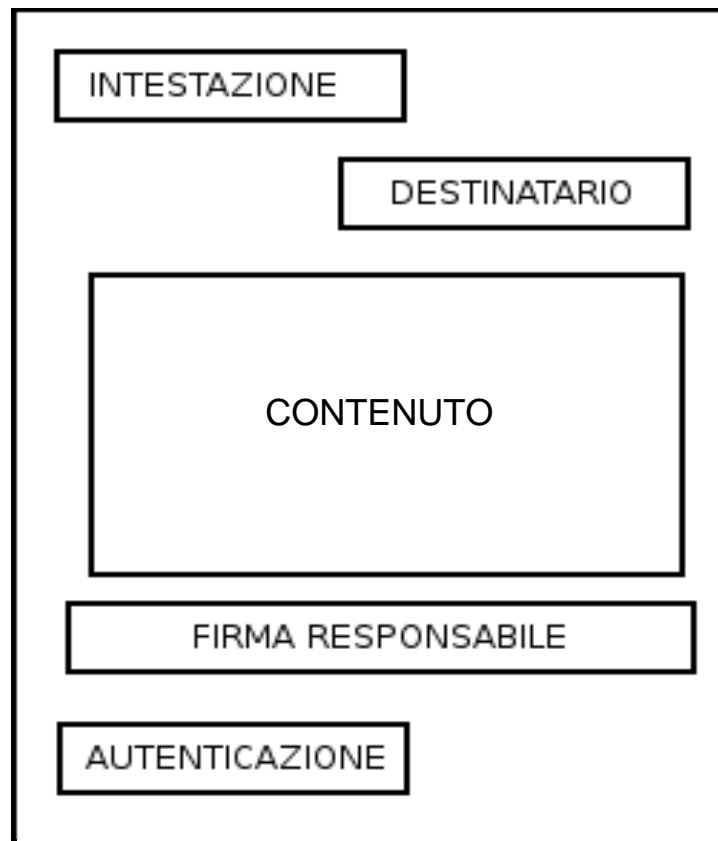 INTESTAZIONE
DESTINATARIO
CONTENUTO
FIRMA RESPONSABILE
AUTENTICAZIONE